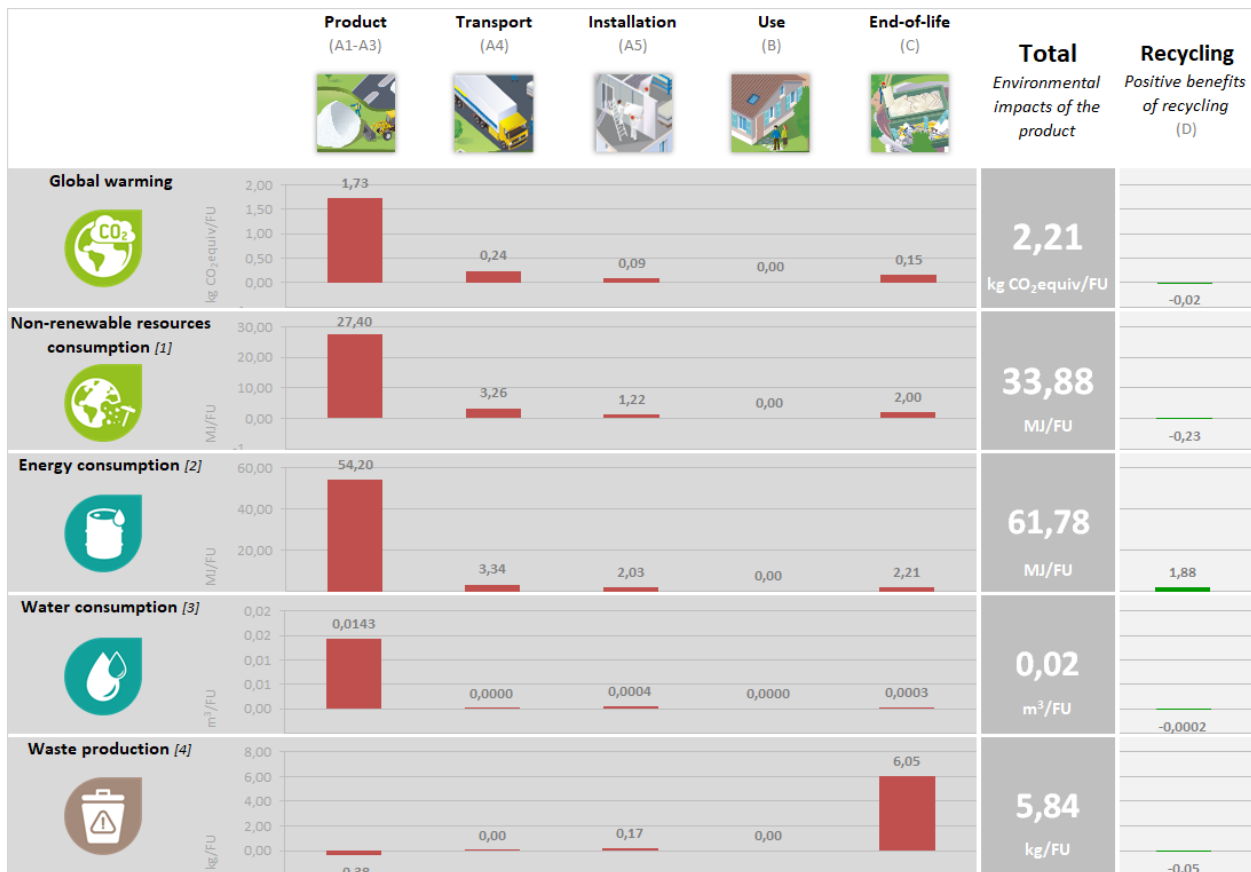 Product
(A1-A3)
Transport
(A4)
Installation
(A5)
Use
(B)
End-of-life
(C)
Total
Environmental
impacts of the
product
Recycling
Positive benefits
of recycling
(D)
Global warming
CO₂
kg CO₂equiv/FU
2,00
1,50
1,00
0,50
0,00
1,73
0,24
0,09
0,00
0,15
2,21
kg CO₂equiv/FU
-0,02
Non-renewable resources
consumption [1]
MJ/FU
30,00
20,00
10,00
0,00
27,40
3,26
1,22
0,00
2,00
33,88
MJ/FU
-0,23
Energy consumption [2]
MJ/FU
60,00
40,00
20,00
54,20
3,34
2,03
0,00
2,21
61,78
MJ/FU
1,88
Water consumption [3]
m³/FU
0,02
0,02
0,01
0,01
0,00
0,0143
0,0000
0,0004
0,0000
0,0003
0,02
m³/FU
-0,0002
Waste production [4]
kg/FU
8,00
6,00
4,00
2,00
0,00
-0,38
0,00
0,17
0,00
6,05
5,84
kg/FU
-0,05